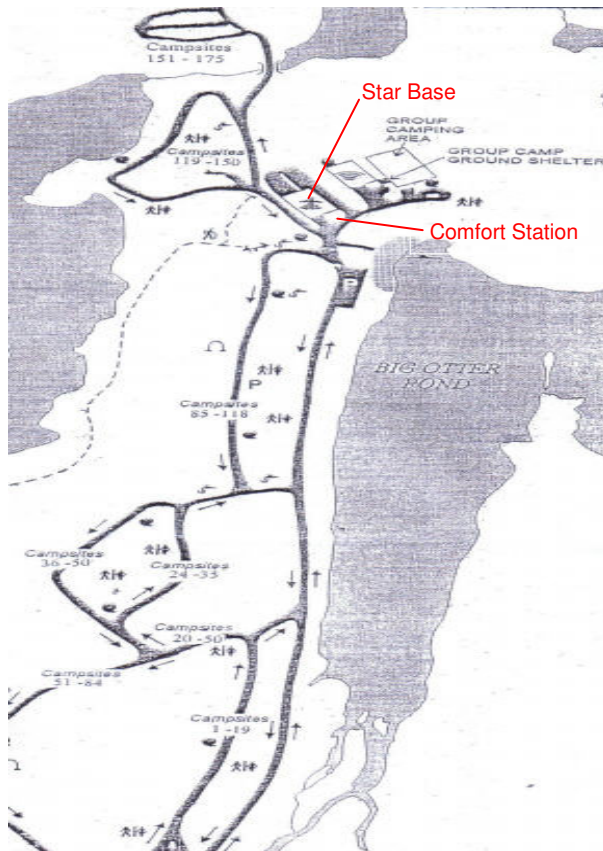 Campsites
151 - 175
Star Base
GROUP
CAMPING
AREA
GROUP CAMP
GROUND SHELTER
Campsites
119 - 150
Comfort Station
P
BIG OTTER
POND
P
Campsites
85 - 118
Campsites
36 - 50
Campsites
24 - 35
Campsites
20 - 50
Campsites
51 - 84
Campsites
1 - 19